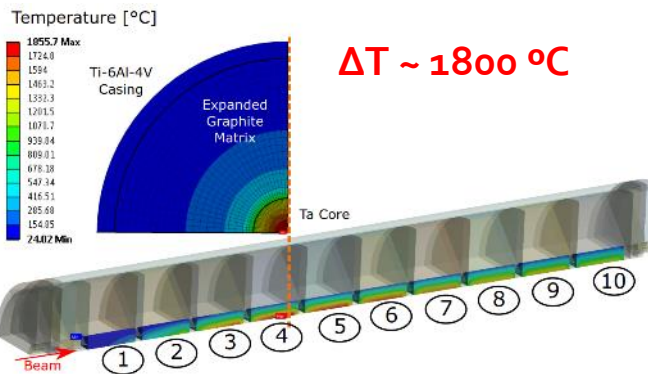 Temperature [°C]
1855.7 Max
1724.8
1594
1463.2
1332.3
1201.5
1070.7
939.84
809.01
678.18
547.34
416.51
285.68
154.85
24.02 Min
Ti-6Al-4V
Casing
Expanded
Graphite
Matrix
ΔT ~ 1800 ºC
Ta Core
Beam
1
2
3
4
5
6
7
8
9
10